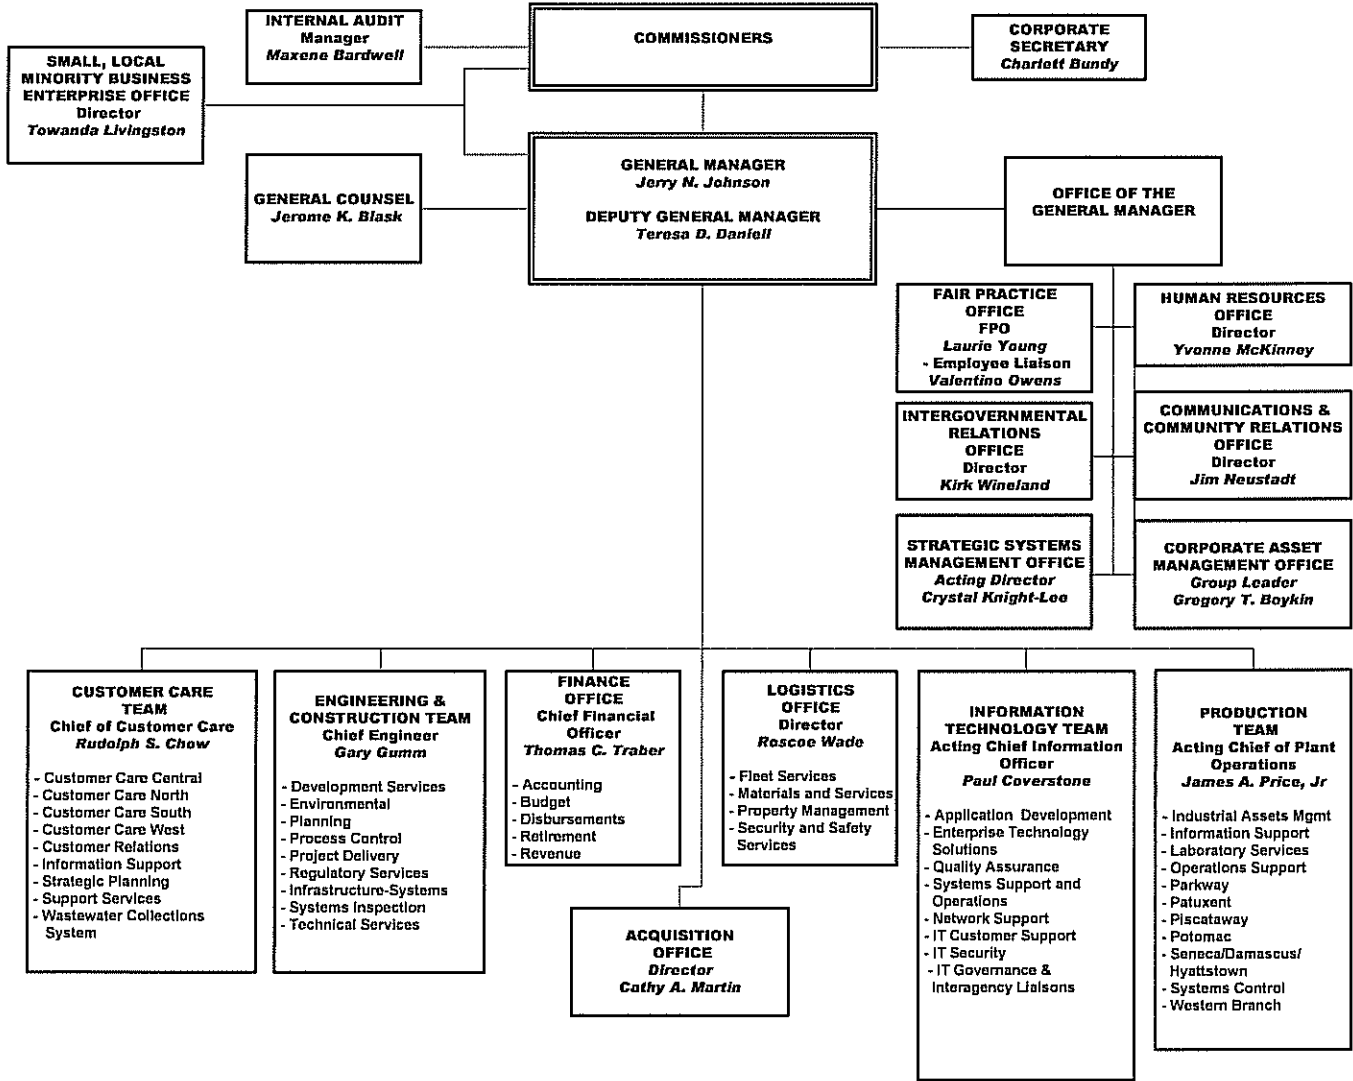 INTERNAL AUDIT
Manager
Maxene Bardwell
COMMISSIONERS
CORPORATE
SECRETARY
Charlett Bundy
SMALL, LOCAL
MINORITY BUSINESS
ENTERPRISE OFFICE
Director
Towanda Livingston
GENERAL COUNSEL
Jerome K. Blask
GENERAL MANAGER
Jerry N. Johnson
DEPUTY GENERAL MANAGER
Teresa D. Daniell
OFFICE OF THE
GENERAL MANAGER
FAIR PRACTICE
OFFICE
FPO
Laurie Young
- Employee Liaison
Valentino Owens
HUMAN RESOURCES
OFFICE
Director
Yvonne McKinney
INTERGOVERNMENTAL
RELATIONS
OFFICE
Director
Kirk Wineland
COMMUNICATIONS &
COMMUNITY RELATIONS
OFFICE
Director
Jim Neustadt
STRATEGIC SYSTEMS
MANAGEMENT OFFICE
Acting Director
Crystal Knight-Lee
CORPORATE ASSET
MANAGEMENT OFFICE
Group Leader
Gregory T. Boykin
CUSTOMER CARE
TEAM
Chief of Customer Care
Rudolph S. Chow
- Customer Care Central
- Customer Care North
- Customer Care South
- Customer Care West
- Customer Relations
- Information Support
- Strategic Planning
- Support Services
- Wastewater Collections
System
ENGINEERING &
CONSTRUCTION TEAM
Chief Engineer
Gary Gumm
- Development Services
- Environmental
- Planning
- Process Control
- Project Delivery
- Regulatory Services
- Infrastructure-Systems
- Systems Inspection
- Technical Services
FINANCE
OFFICE
Chief Financial
Officer
Thomas C. Traber
- Accounting
- Budget
- Disbursements
- Retirement
- Revenue
LOGISTICS
OFFICE
Director
Roscoe Wade
- Fleet Services
- Materials and Services
- Property Management
- Security and Safety
Services
INFORMATION
TECHNOLOGY TEAM
Acting Chief Information
Officer
Paul Coverstone
- Application Development
- Enterprise Technology
Solutions
- Quality Assurance
- Systems Support and
Operations
- Network Support
- IT Customer Support
- IT Security
- IT Governance &
Interagency Liaisons
PRODUCTION
TEAM
Acting Chief of Plant
Operations
James A. Price, Jr
- Industrial Assets Mgmt
- Information Support
- Laboratory Services
- Operations Support
- Parkway
- Patuxent
- Piscataway
- Potomac
- Seneca/Damascus/
Hyattstown
- Systems Control
- Western Branch
ACQUISITION
OFFICE
Director
Cathy A. Martin